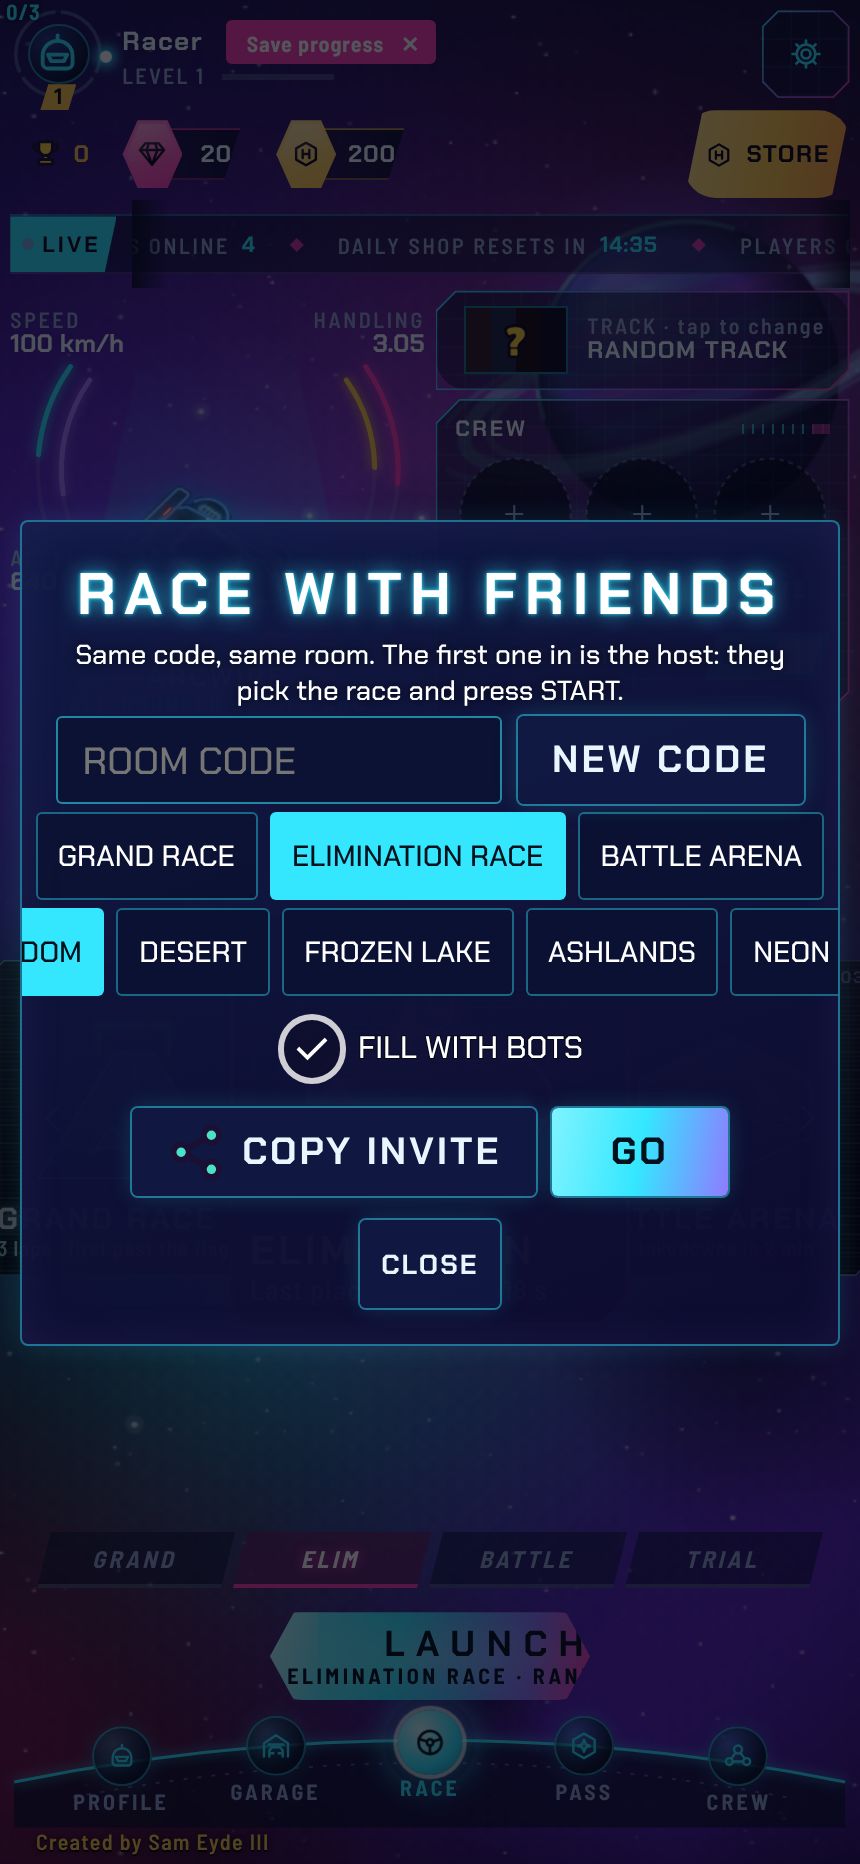 0/3
Racer
Save progress ✕
LEVEL 1
1
0
20
200
STORE
LIVE
S ONLINE 4 ◆ DAILY SHOP RESETS IN 14:35 ◆ PLAYERS
SPEED
100 km/h
HANDLING
3.05
?
TRACK · tap to change
RANDOM TRACK
CREW
RACE WITH FRIENDS
Same code, same room. The first one in is the host: they
pick the race and press START.
ROOM CODE
NEW CODE
GRAND RACE
ELIMINATION RACE
BATTLE ARENA
DOM
DESERT
FROZEN LAKE
ASHLANDS
NEON
FILL WITH BOTS
COPY INVITE
GO
CLOSE
GRAND
ELIM
BATTLE
TRIAL
LAUNCH
ELIMINATION RACE · RAN
PROFILE
GARAGE
RACE
PASS
CREW
Created by Sam Eyde III